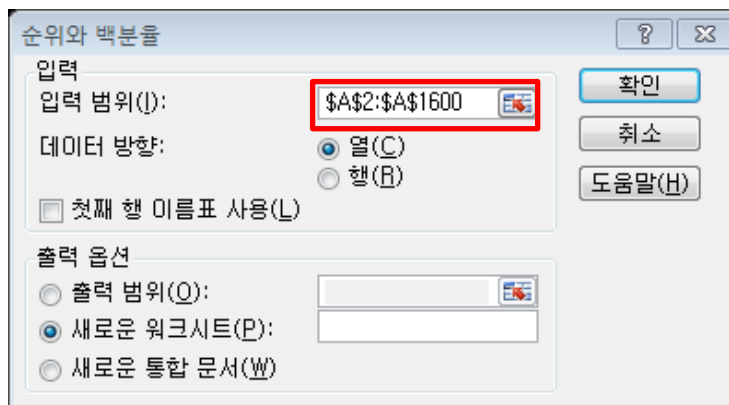 순위와 백분율
입력
입력 범위(I): $A$2:$A$1600
데이터 방향: 열(C)
행(R)
첫째 행 이름표 사용(L)
확인
취소
도움말(H)
출력 옵션
출력 범위(O):
새로운 워크시트(P):
새로운 통합 문서(W)